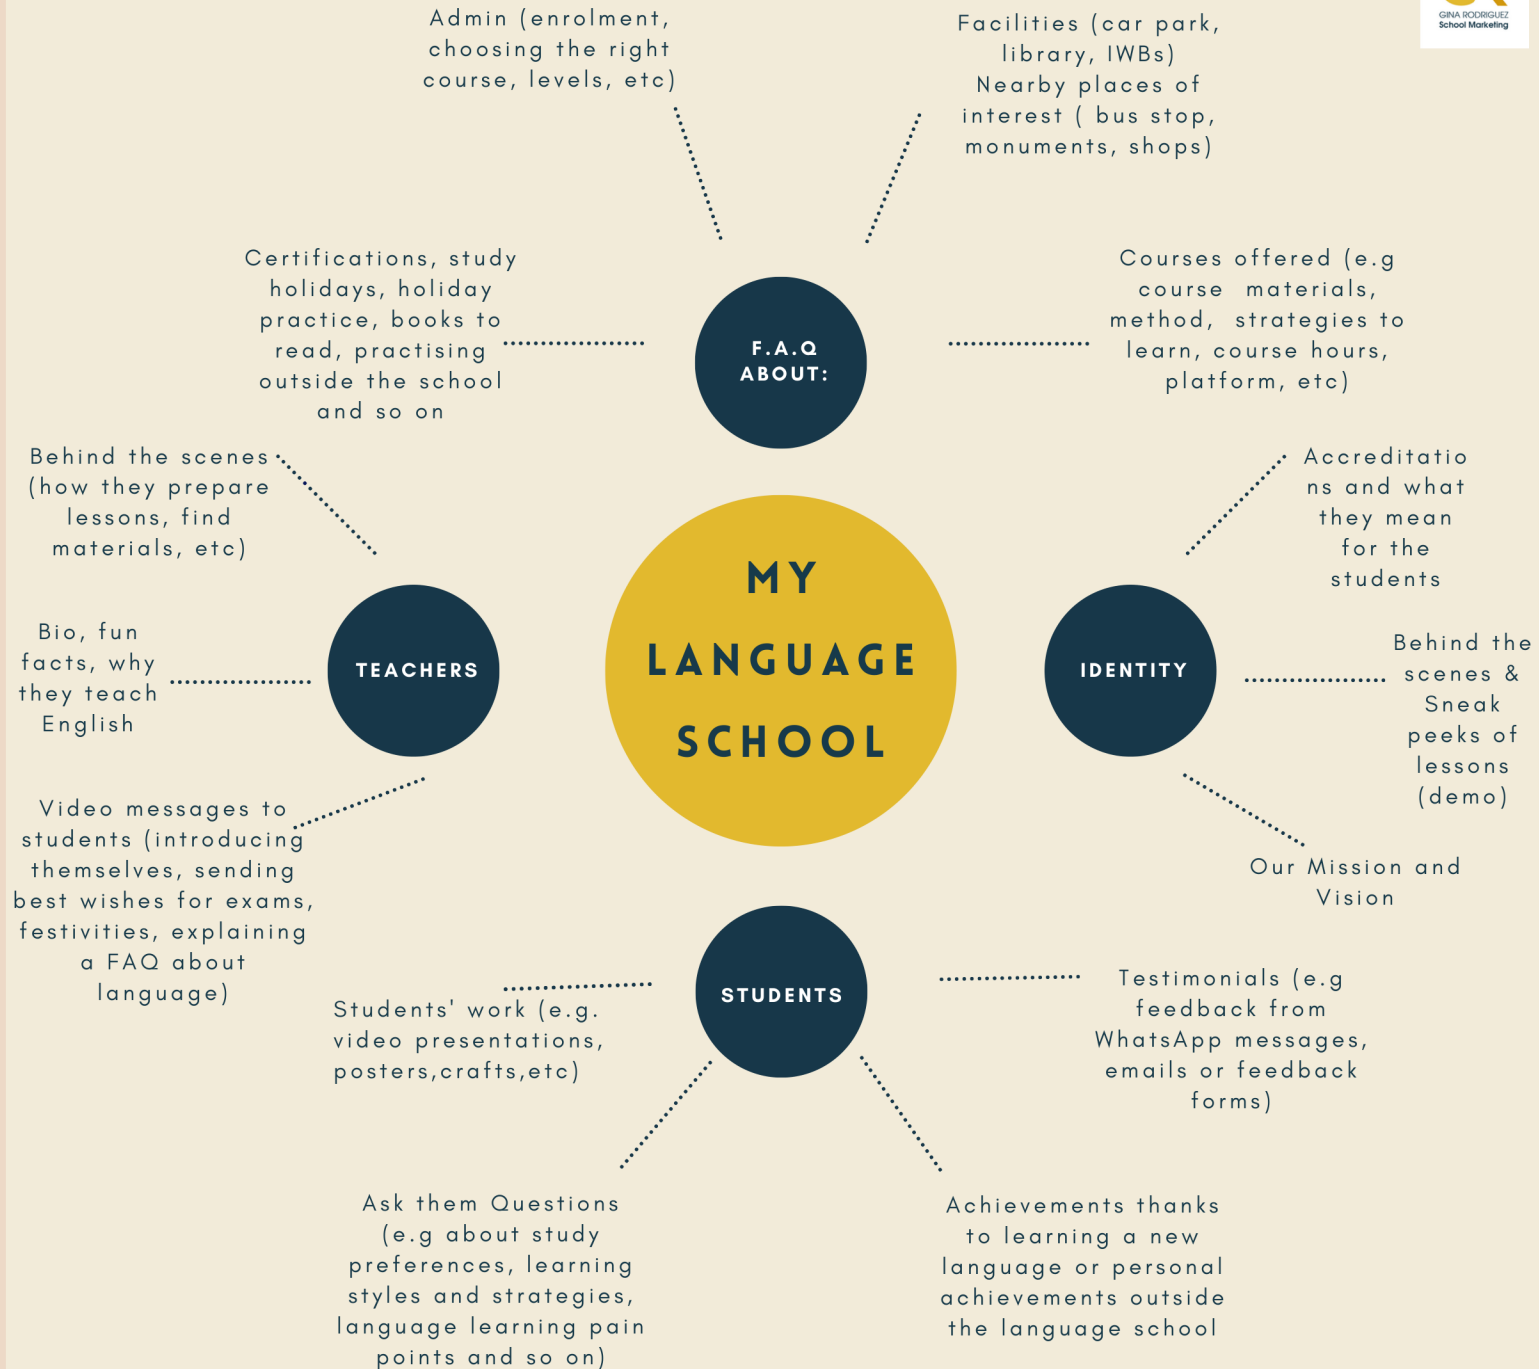 Admin (enrolment,
choosing the right
course, levels, etc)
Facilities (car park,
library, IWBs)
Nearby places of
interest ( bus stop,
monuments, shops)
GINA RODRIGUEZ
School Marketing
Certifications, study
holidays, holiday
practice, books to
read, practising
outside the school
and so on
F.A.Q
ABOUT:
Courses offered (e.g
course materials,
method, strategies to
learn, course hours,
platform, etc)
Behind the scenes
(how they prepare
lessons, find
materials, etc)
Bio, fun
facts, why
they teach
English
Video messages to
students (introducing
themselves, sending
best wishes for exams,
festivities, explaining
a FAQ about
language)
TEACHERS
MY
LANGUAGE
SCHOOL
IDENTITY
Accreditatio
ns and what
they mean
for the
students
Behind the
scenes &
Sneak
peeks of
lessons
(demo)
Our Mission and
Vision
STUDENTS
Students' work (e.g.
video presentations,
posters,crafts,etc)
Testimonials (e.g
feedback from
WhatsApp messages,
emails or feedback
forms)
Ask them Questions
(e.g about study
preferences, learning
styles and strategies,
language learning pain
points and so on)
Achievements thanks
to learning a new
language or personal
achievements outside
the language school